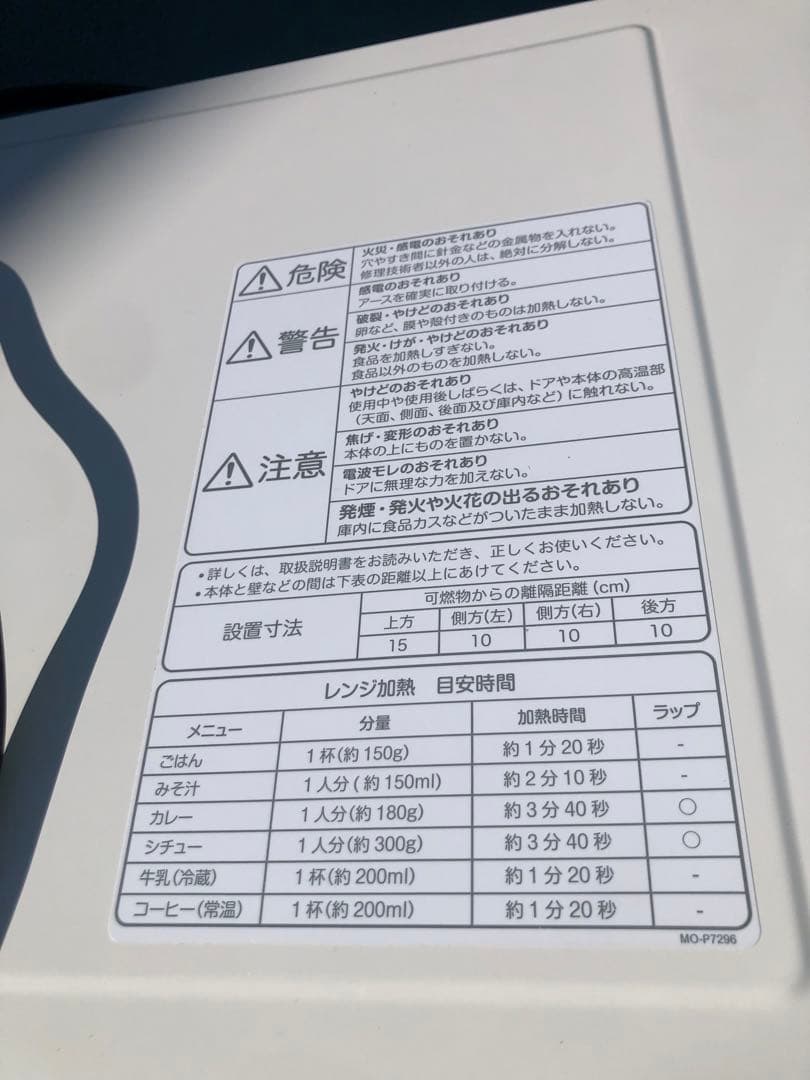 危険
火災・感電のおそれあり
穴やすき間に針金などの金属物を入れない。
修理技術者以外の人は、絶対に分解しない。
警告
感電のおそれあり
アースを確実に取り付ける。
破裂・やけどのおそれあり
卵など、膜や殻付きのものは加熱しない。
発火・けが・やけどのおそれあり
食品を加熱しすぎない。
食品以外のものを加熱しない。
注意
やけどのおそれあり
使用中や使用後しばらくは、ドアや本体の高温部
(天面、側面、後面及び庫内など)に触れない。
焦げ・変形のおそれあり
本体の上にものを置かない。
電波モレのおそれあり
ドアに無理な力を加えない。
発煙・発火や火花の出るおそれあり
庫内に食品カスなどがついたまま加熱しない。
・詳しくは、取扱説明書をお読みいただき、正しくお使いください。
・本体と壁などの間は下表の距離以上にあけてください。
設置寸法
可燃物からの離隔距離(cm)
上方 側方(左) 側方(右) 後方
15 10 10 10
レンジ加熱 目安時間
メニュー 分量 加熱時間 ラップ
ごはん 1杯(約150g) 約1分20秒 -
みそ汁 1人分(約150ml) 約2分10秒 -
カレー 1人分(約180g) 約3分40秒 ○
シチュー 1人分(約300g) 約3分40秒 ○
牛乳(冷蔵) 1杯(約200ml) 約1分20秒 -
コーヒー(常温) 1杯(約200ml) 約1分20秒 -
MO-P7296